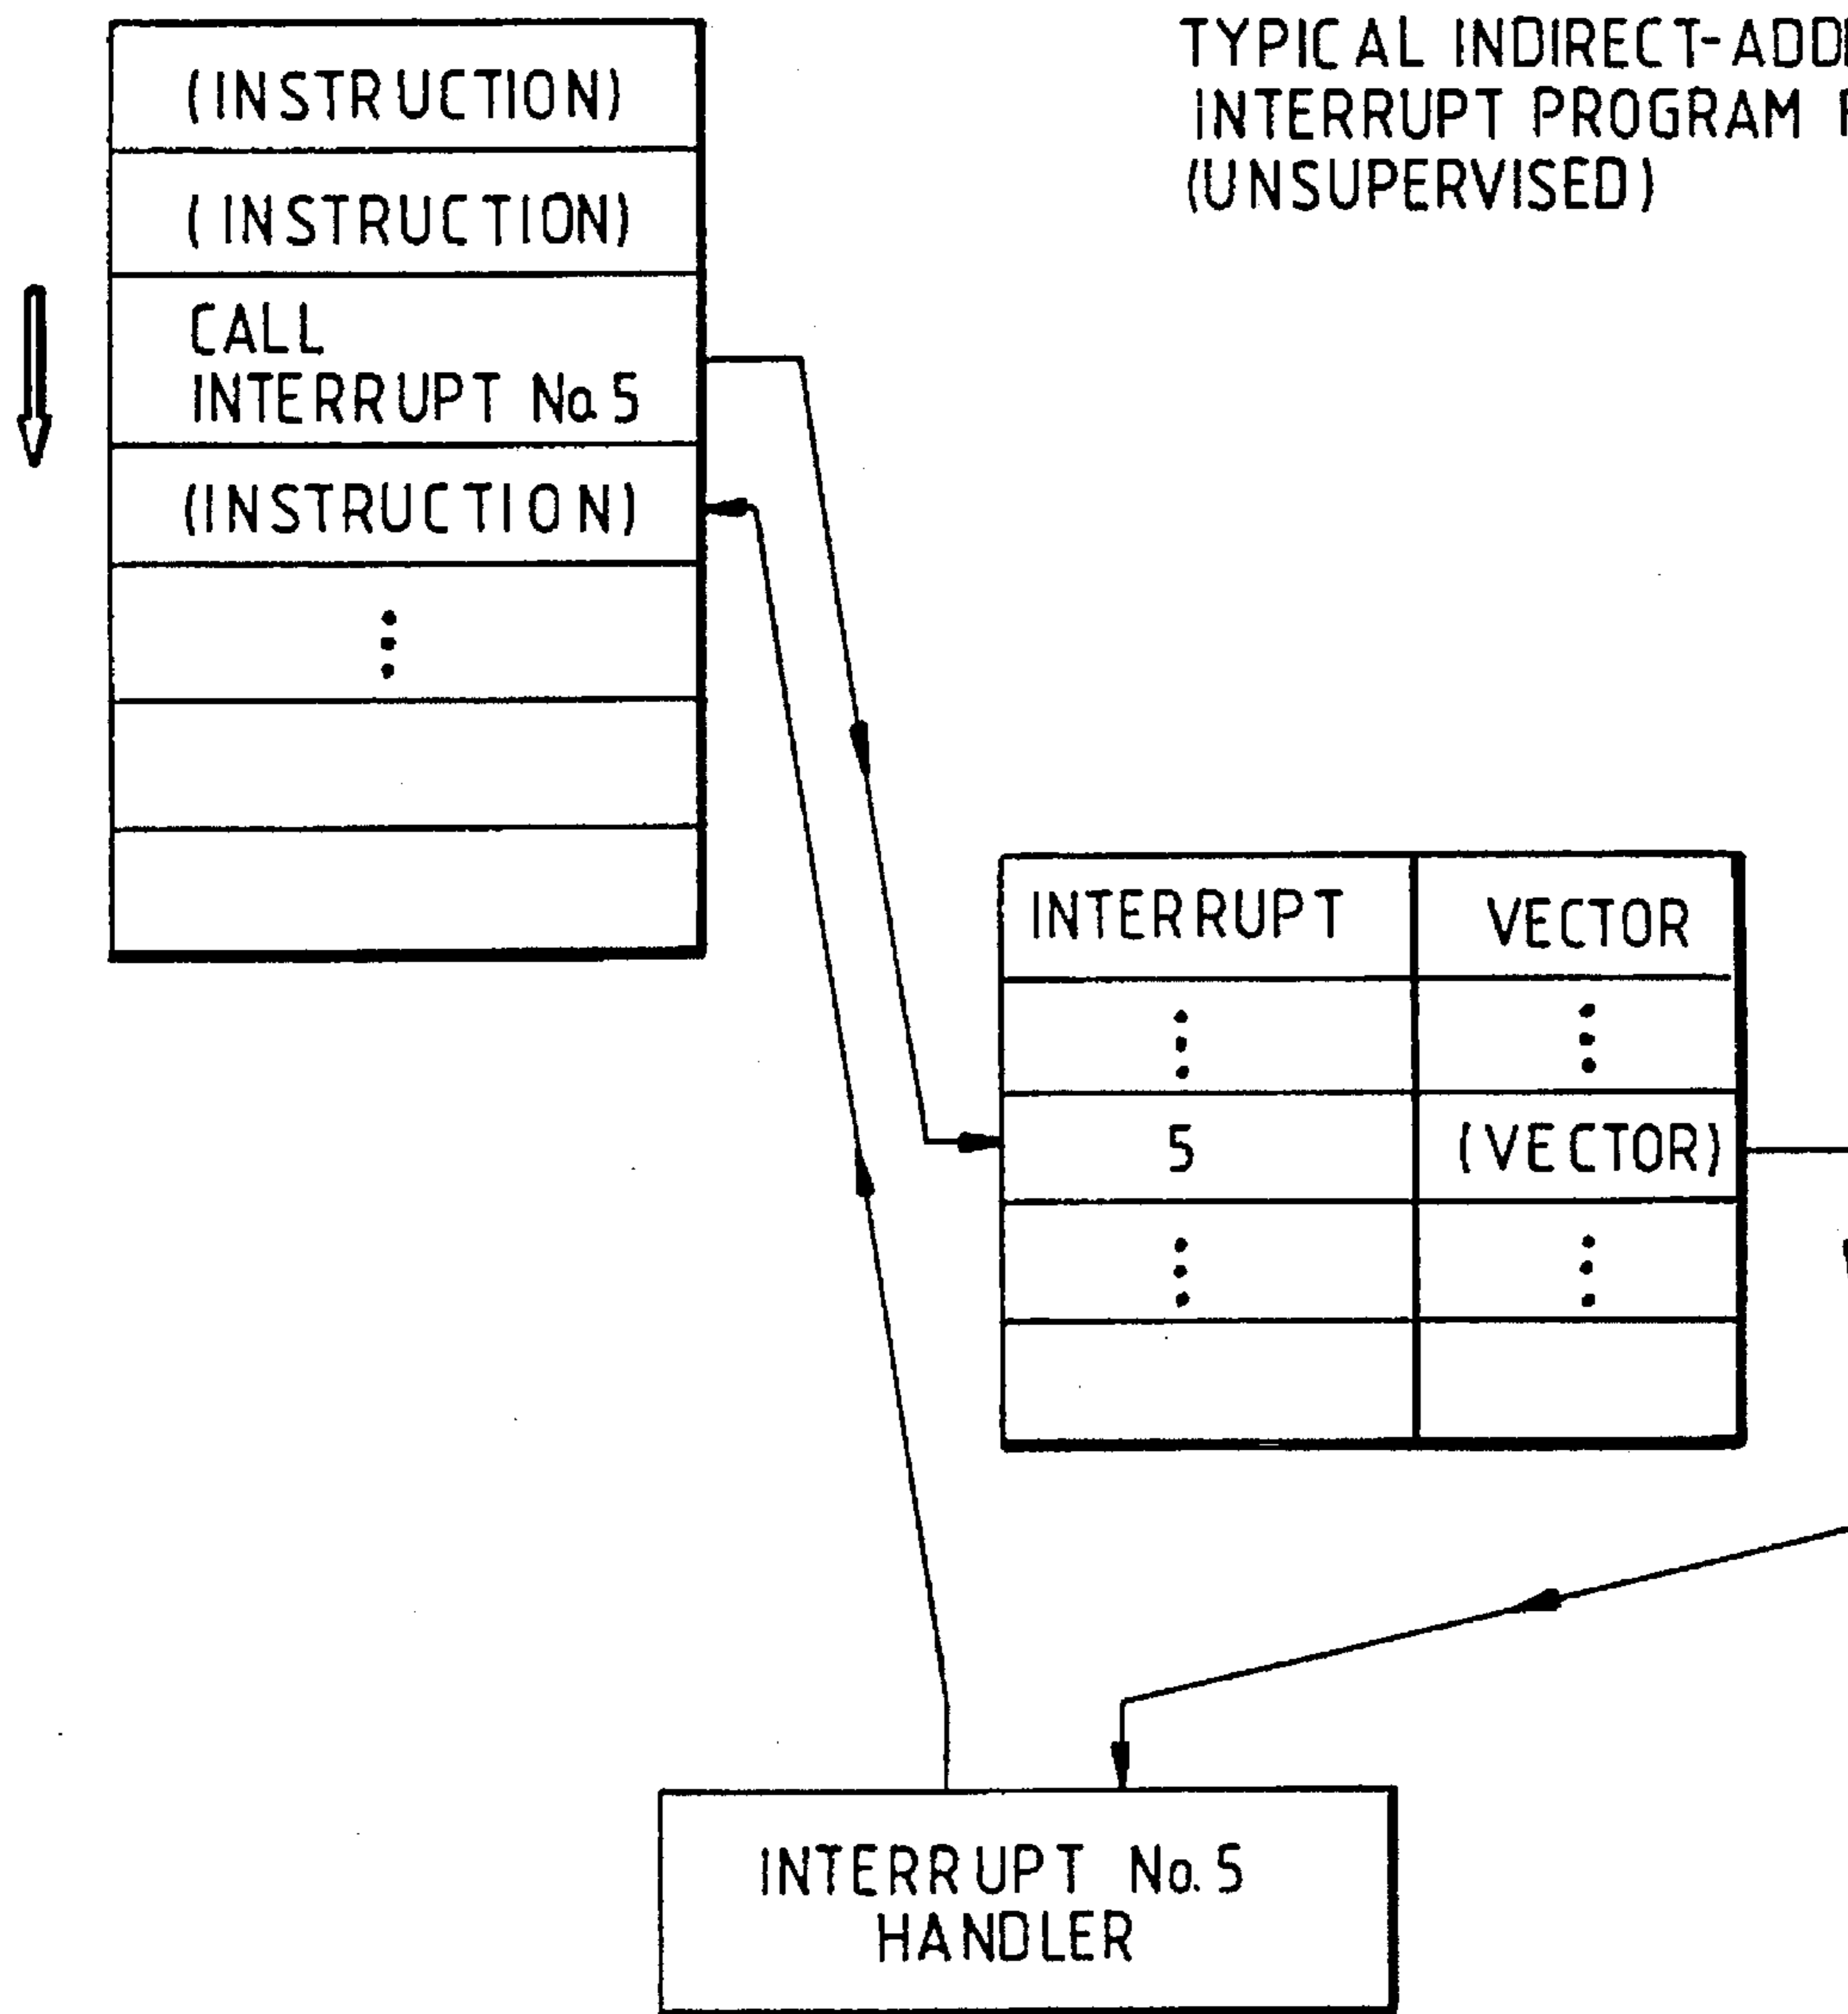 TYPICAL INDIRECT-ADD
INTERRUPT PROGRAM
(UNSUPERVISED)
(INSTRUCTION)
(INSTRUCTION)
CALL
INTERRUPT No. 5
(INSTRUCTION)
INTERRUPT VECTOR
5 (VECTOR)
INTERRUPT No. 5
HANDLER